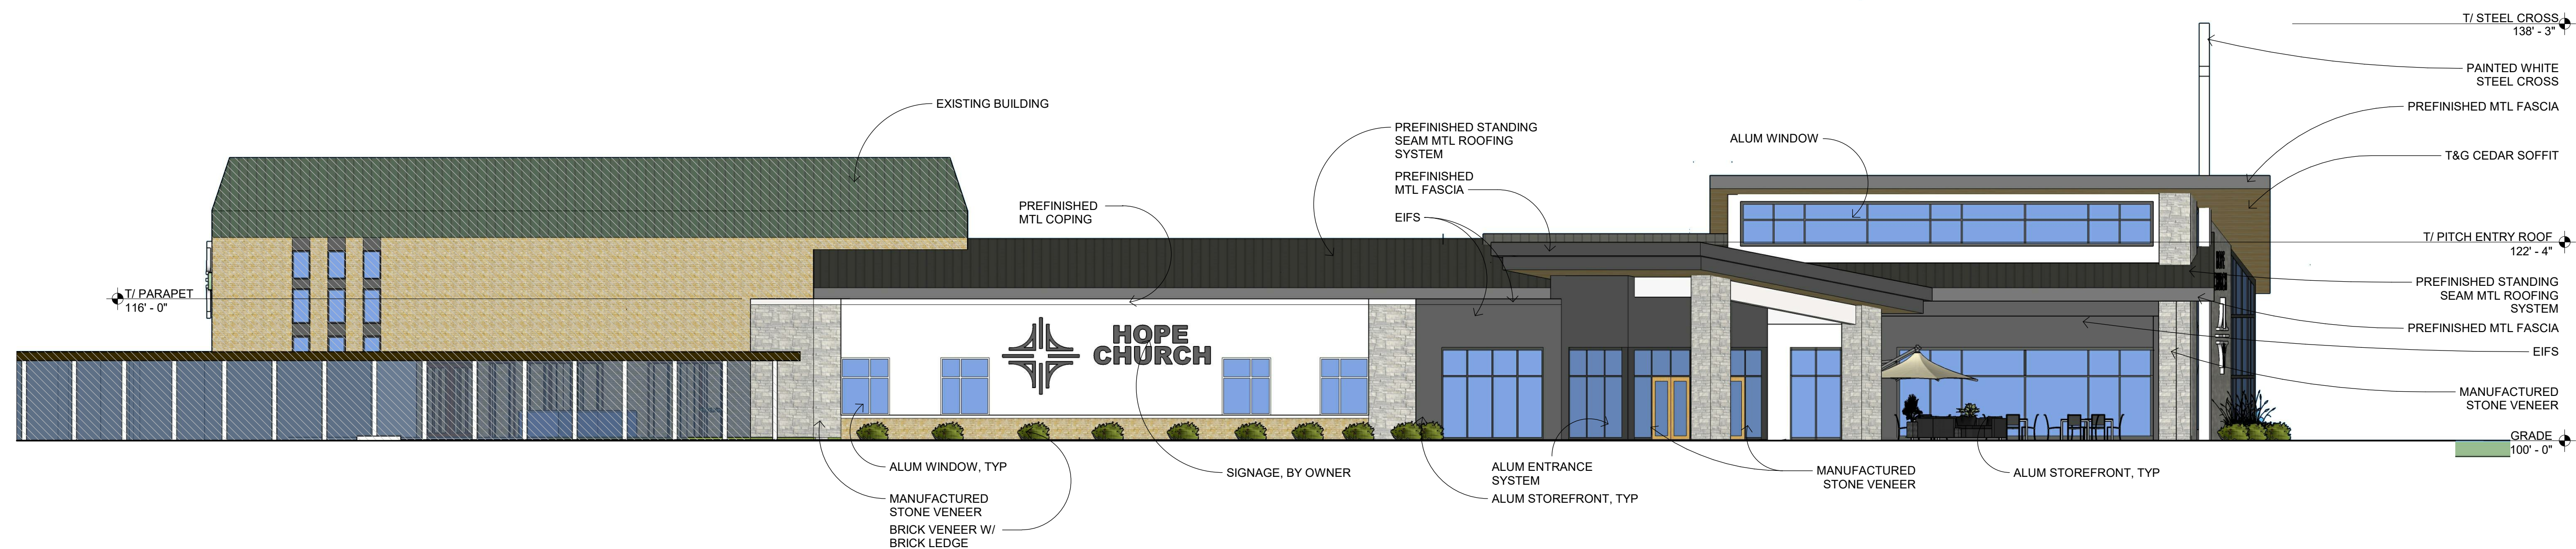 T/ STEEL CROSS
138' - 3"
PAINTED WHITE
STEEL CROSS
EXISTING BUILDING
PREFINISHED MTL FASCIA
PREFINISHED STANDING
SEAM MTL ROOFING
SYSTEM
ALUM WINDOW
T&G CEDAR SOFFIT
PREFINISHED
MTL FASCIA
PREFINISHED
MTL COPING
EIFS
T/ PITCH ENTRY ROOF
122' - 4"
T/ PARAPET
116' - 0"
PREFINISHED STANDING
SEAM MTL ROOFING
SYSTEM
PREFINISHED MTL FASCIA
HOPE
CHURCH
EIFS
MANUFACTURED
STONE VENEER
GRADE
100' - 0"
ALUM WINDOW, TYP
SIGNAGE, BY OWNER
ALUM ENTRANCE
SYSTEM
MANUFACTURED
STONE VENEER
ALUM STOREFRONT, TYP
MANUFACTURED
STONE VENEER
ALUM STOREFRONT, TYP
BRICK VENEER W/
BRICK LEDGE